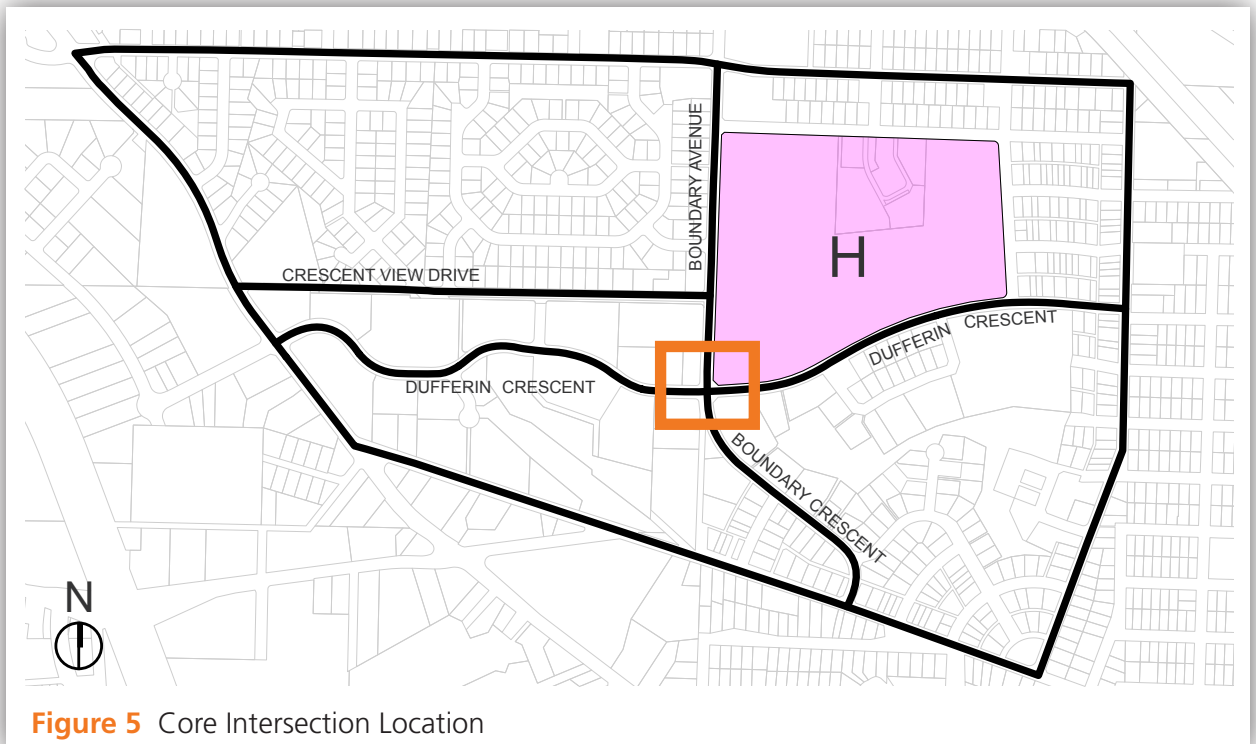 BOUNDARY AVENUE
H
CRESCENT VIEW DRIVE
DUFFERIN CRESCENT
DUFFERIN CRESCENT
BOUNDARY CRESCENT
N
Figure 5 Core Intersection Location